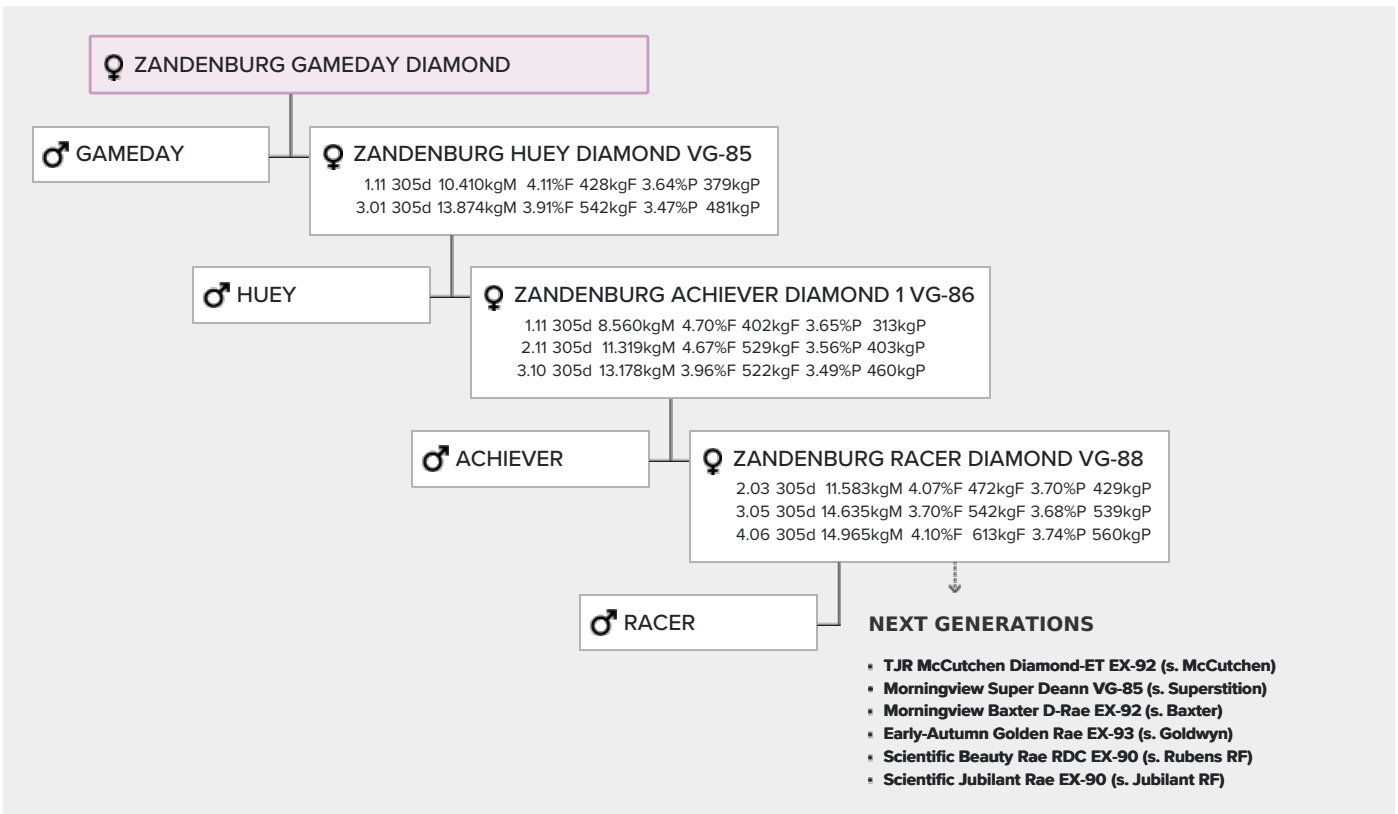 ZANDENBURG GAMEDAY DIAMOND
GAMEDAY
ZANDENBURG HUEY DIAMOND VG-85
1.11 305d 10.410kgM 4.11%F 428kgF 3.64%P 379kgP
3.01 305d 13.874kgM 3.91%F 542kgF 3.47%P 481kgP
HUEY
ZANDENBURG ACHIEVER DIAMOND 1 VG-86
1.11 305d 8.560kgM 4.70%F 402kgF 3.65%P 313kgP
2.11 305d 11.319kgM 4.67%F 529kgF 3.56%P 403kgP
3.10 305d 13.178kgM 3.96%F 522kgF 3.49%P 460kgP
ACHIEVER
ZANDENBURG RACER DIAMOND VG-88
2.03 305d 11.583kgM 4.07%F 472kgF 3.70%P 429kgP
3.05 305d 14.635kgM 3.70%F 542kgF 3.68%P 539kgP
4.06 305d 14.965kgM 4.10%F 613kgF 3.74%P 560kgP
RACER
NEXT GENERATIONS
• TJR McCutchen Diamond-ET EX-92 (s. McCutchen)
• Morningview Super Deann VG-85 (s. Superstition)
• Morningview Baxter D-Rae EX-92 (s. Baxter)
• Early-Autumn Golden Rae EX-93 (s. Goldwyn)
• Scientific Beauty Rae RDC EX-90 (s. Rubens RF)
• Scientific Jubilant Rae EX-90 (s. Jubilant RF)